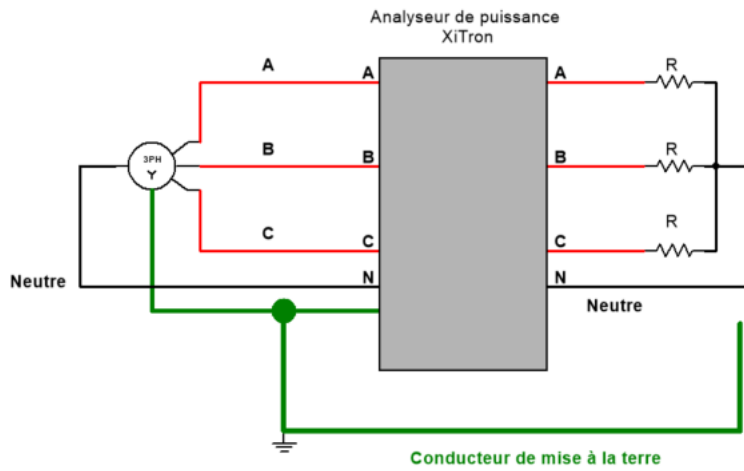 Analyseur de puissance
XiTron
A
A
A
R
3PH
Y
B
B
B
R
C
C
C
R
Neutre
N
N
Neutre
Conducteur de mise à la terre